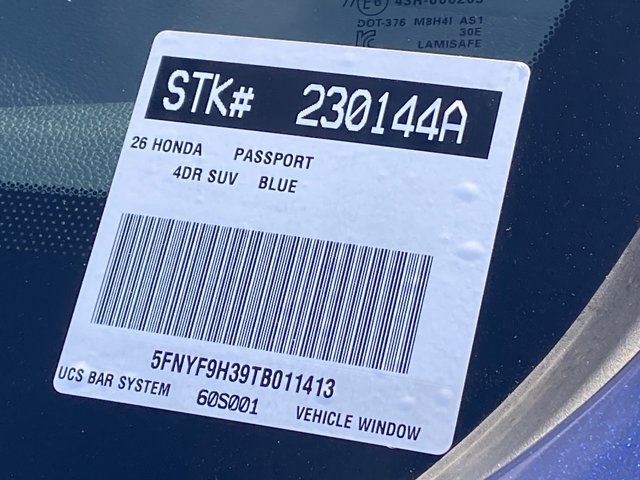 DOT-376 M8H4I AS1
30E
LAMISAFE
STK# 230144A
26 HONDA PASSPORT
4DR SUV BLUE
5FNYF9H39TB011413
UCS BAR SYSTEM 60S001 VEHICLE WINDOW